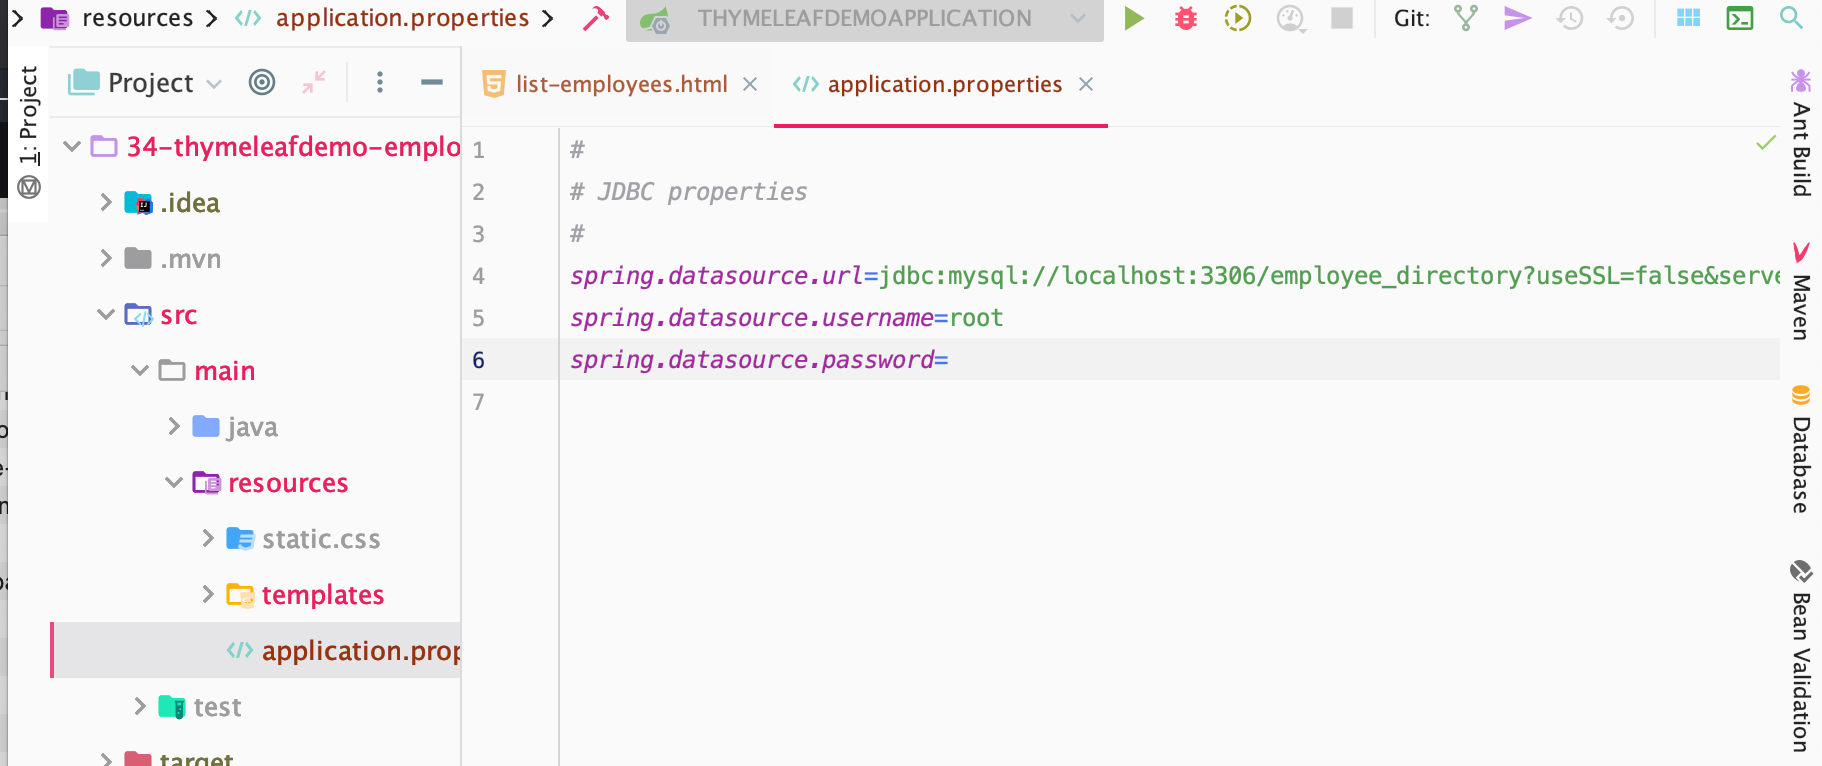 resources application.properties THYMELEAFDEMOAPPLICATION Git:
1: Project
Project
list-employees.html application.properties
34-thymeleafdemo-emplo
.idea
.mvn
src
main
java
resources
static.css
templates
application.prop
test
target
1 #
2 # JDBC properties
3 #
4 spring.datasource.url=jdbc:mysql://localhost:3306/employee_directory?useSSL=false&serve
5 spring.datasource.username=root
6 spring.datasource.password=
7
Ant Build
Maven
Database
Bean Validation